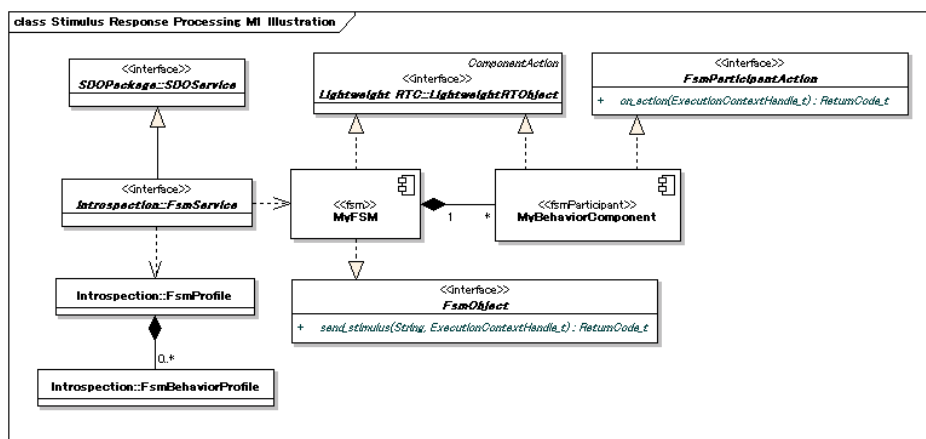 class Stimulus Response Processing M1 Illustration
<<interface>>
SDOPackage::SDOService
ComponentAction
<<interface>>
Lightweight RTC::LightweightRTObject
<<interface>>
FsmParticipantAction
+ on_action(ExecutionContextHandle_t) : ReturnCode_t
<<interface>>
Introspection::FsmService
<<fsm>>
MyFSM
1
*
<<fsmParticipant>>
MyBehaviorComponent
Introspection::FsmProfile
<<interface>>
FsmObject
+ send_stimulus(String, ExecutionContextHandle_t) : ReturnCode_t
0..*
Introspection::FsmBehaviorProfile